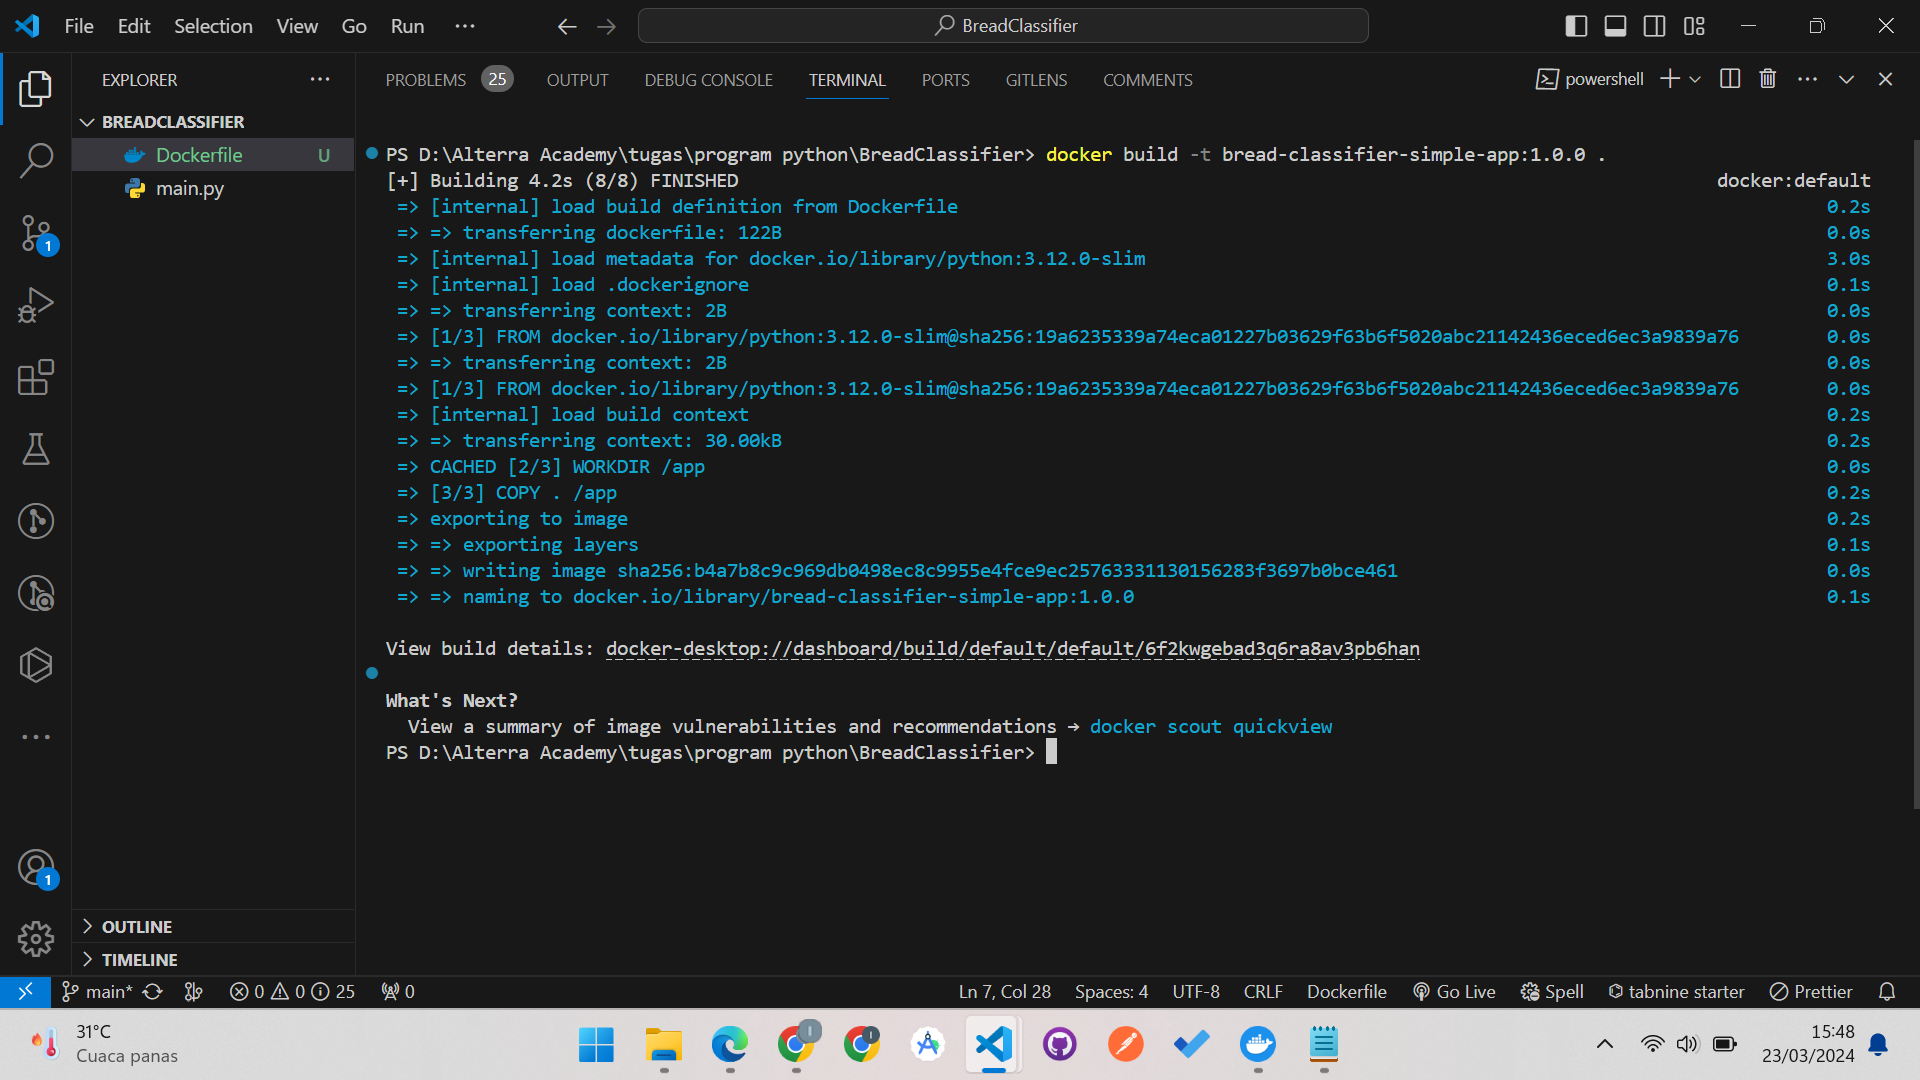 File Edit Selection View Go Run ···
BreadClassifier
EXPLORER
BREADCLASSIFIER
Dockerfile U
main.py
OUTLINE
TIMELINE
1
1
PROBLEMS 25 OUTPUT DEBUG CONSOLE TERMINAL PORTS GITLENS COMMENTS
powershell
PS D:\Alterra Academy\tugas\program python\BreadClassifier> docker build -t bread-classifier-simple-app:1.0.0 .
[+] Building 4.2s (8/8) FINISHED docker:default
=> [internal] load build definition from Dockerfile 0.2s
=> => transferring dockerfile: 122B 0.0s
=> [internal] load metadata for docker.io/library/python:3.12.0-slim 3.0s
=> [internal] load .dockerignore 0.1s
=> => transferring context: 2B 0.0s
=> [1/3] FROM docker.io/library/python:3.12.0-slim@sha256:19a6235339a74eca01227b03629f63b6f5020abc21142436eced6ec3a9839a76 0.0s
=> => transferring context: 2B 0.0s
=> [1/3] FROM docker.io/library/python:3.12.0-slim@sha256:19a6235339a74eca01227b03629f63b6f5020abc21142436eced6ec3a9839a76 0.0s
=> [internal] load build context 0.2s
=> => transferring context: 30.00kB 0.2s
=> CACHED [2/3] WORKDIR /app 0.0s
=> [3/3] COPY . /app 0.2s
=> exporting to image 0.2s
=> => exporting layers 0.1s
=> => writing image sha256:b4a7b8c9c969db0498ec8c9955e4fce9ec25763331130156283f3697b0bce461 0.0s
=> => naming to docker.io/library/bread-classifier-simple-app:1.0.0 0.1s
View build details: docker-desktop://dashboard/build/default/default/6f2kwgebad3q6ra8av3pb6han
What's Next?
View a summary of image vulnerabilities and recommendations → docker scout quickview
PS D:\Alterra Academy\tugas\program python\BreadClassifier>
main* 0 0 25 0 Ln 7, Col 28 Spaces: 4 UTF-8 CRLF Dockerfile Go Live Spell tabnine starter Prettier
31°C
Cuaca panas
15:48
23/03/2024